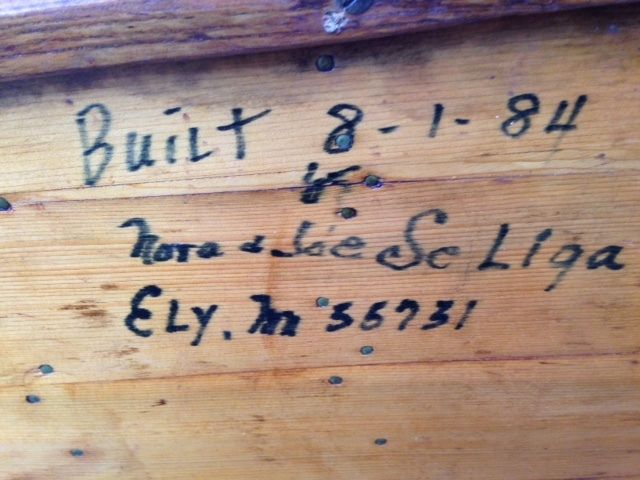 Built 8-1-84
by
Nora & Joe SeLiga
ELY, Mn 55731